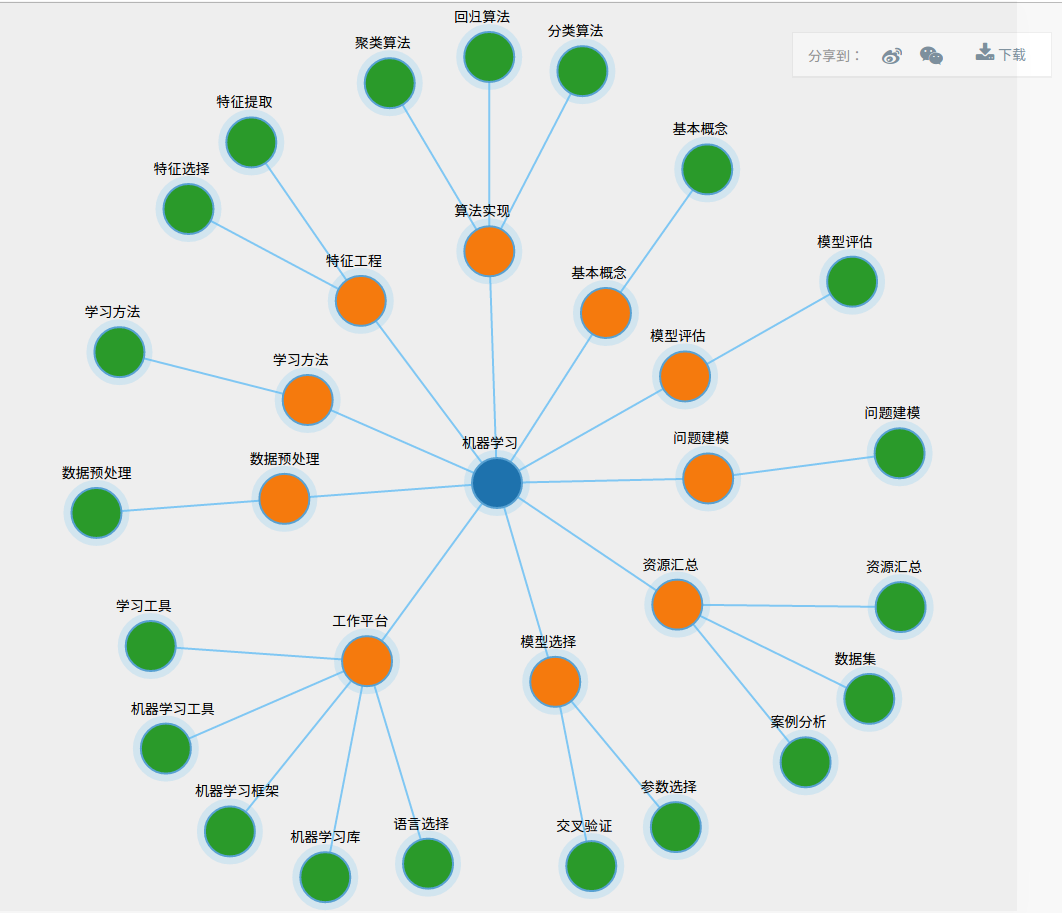 回归算法
分类算法
聚类算法
分享到：
下载
特征提取
基本概念
特征选择
算法实现
模型评估
特征工程
基本概念
学习方法
模型评估
学习方法
问题建模
问题建模
机器学习
数据预处理
数据预处理
资源汇总
资源汇总
学习工具
工作平台
模型选择
数据集
机器学习工具
案例分析
参数选择
机器学习框架
语言选择
交叉验证
机器学习库